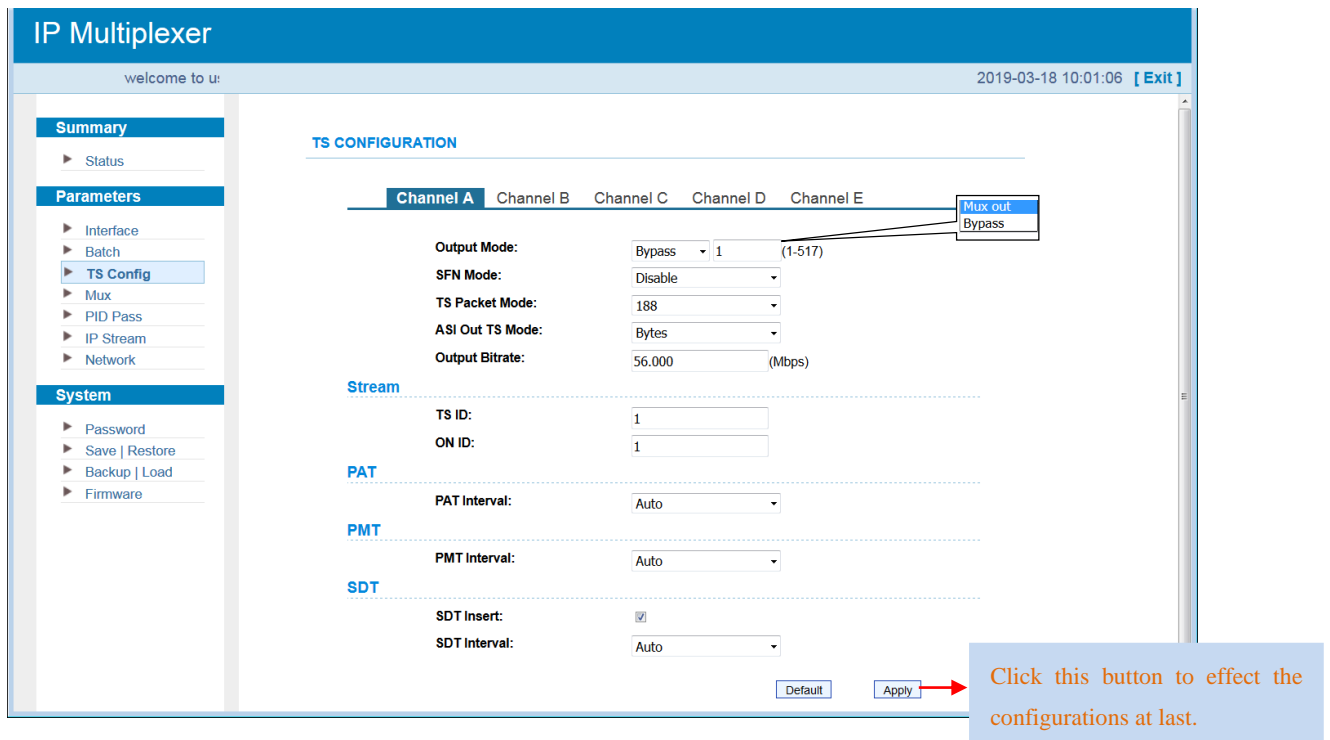 IP Multiplexer
welcome to u
2019-03-18 10:01:06 [ Exit ]
Summary
Status
Parameters
Interface
Batch
TS Config
Mux
PID Pass
IP Stream
Network
System
Password
Save | Restore
Backup | Load
Firmware
TS CONFIGURATION
Channel A Channel B Channel C Channel D Channel E
Mux out
Bypass
Output Mode: Bypass 1 (1-517)
SFN Mode: Disable
TS Packet Mode: 188
ASI Out TS Mode: Bytes
Output Bitrate: 56.000 (Mbps)
Stream
TS ID: 1
ON ID: 1
PAT
PAT Interval: Auto
PMT
PMT Interval: Auto
SDT
SDT Insert:
SDT Interval: Auto
Default Apply
Click this button to effect the
configurations at last.